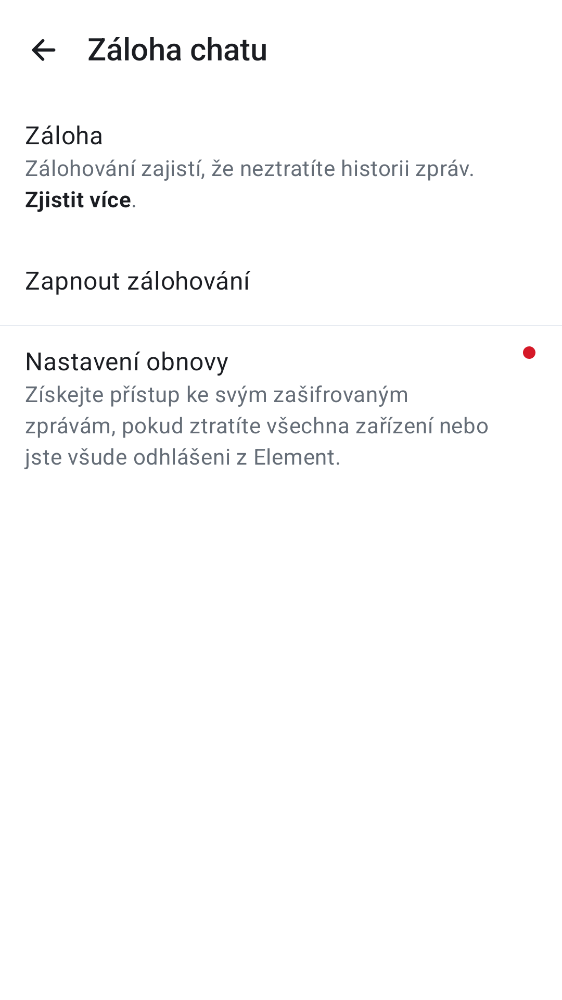 Záloha chatu
Záloha
Zálohování zajistí, že neztratíte historii zpráv.
Zjistit více.
Zapnout zálohování
Nastavení obnovy
Získejte přístup ke svým zašifrovaným
zprávám, pokud ztratíte všechna zařízení nebo
jste všude odhlášeni z Element.